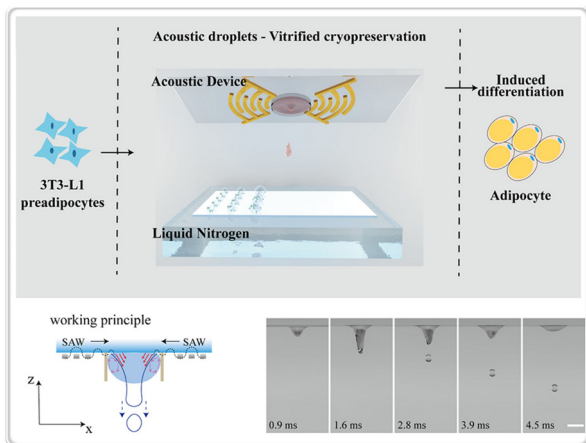 Acoustic droplets - Vitrified cryopreservation
Acoustic Device
3T3-L1
preadipocytes
Liquid Nitrogen
Induced
differentiation
Adipocyte
working principle
SAW
SAW
Z
X
0.9 ms
1.6 ms
2.8 ms
3.9 ms
4.5 ms